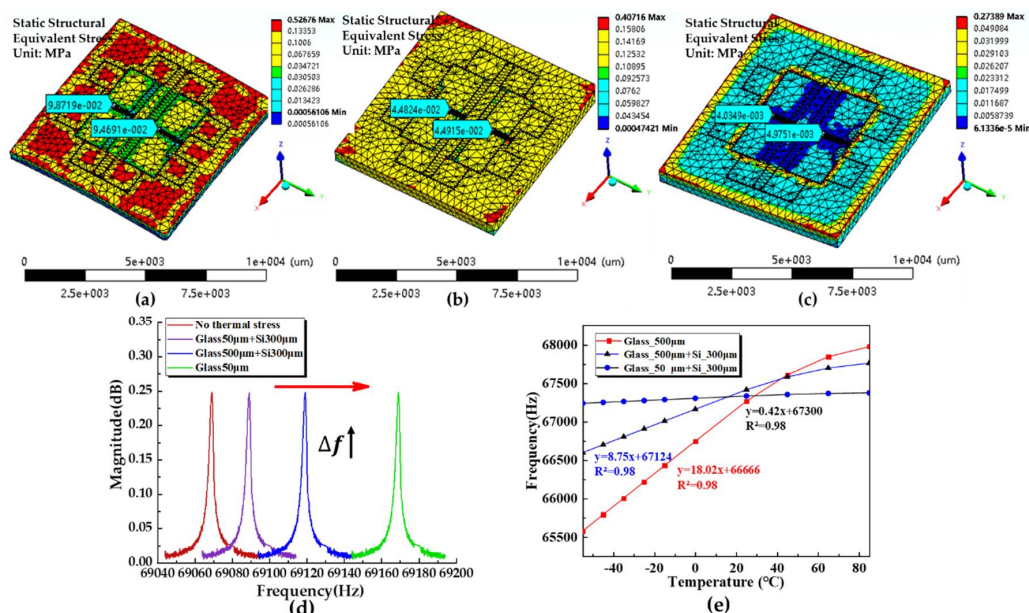 Static Structural
Equivalent Stress
Unit: MPa
0.52676 Max
0.13353
0.1006
0.067659
0.034721
0.030503
0.026286
0.013423
0.00056106 Min
0.00056106
9.8719e-002
9.4691e-002
Z
X
Y
0
5e+003
1e+004 (um)
2.5e+003
7.5e+003
(a)
Static Structural
Equivalent Stress
Unit: MPa
0.40716 Max
0.15806
0.14169
0.12532
0.10895
0.092573
0.0762
0.059827
0.043454
0.00047421 Min
4.4824e-002
4.4915e-002
Z
X
Y
0
5e+003
1e+004 (um)
2.5e+003
7.5e+003
(b)
Static Structural
Equivalent Stress
Unit: MPa
0.27389 Max
0.049084
0.031999
0.029103
0.026207
0.023312
0.017499
0.011687
0.0058739
6.1336e-5 Min
4.0349e-003
4.9751e-003
Z
X
Y
0
5e+003
1e+004 (um)
2.5e+003
7.5e+003
(c)
0.35
0.30
0.25
0.20
0.15
0.10
0.05
0.00
Magnitude(dB)
No thermal stress
Glass50μm+Si300μm
Glass500μm+Si300μm
Glass50μm
Δf
69040 69060 69080 69100 69120 69140 69160 69180 69200
Frequency(Hz)
(d)
68000
67500
67000
66500
66000
65500
Frequency(Hz)
Glass_500μm
Glass_500μm+Si_300μm
Glass_50 μm+Si_300μm
y=0.42x+67300
R²=0.98
y=8.75x+67124
R²=0.98
y=18.02x+66666
R²=0.98
-40 -20 0 20 40 60 80
Temperature (℃)
(e)